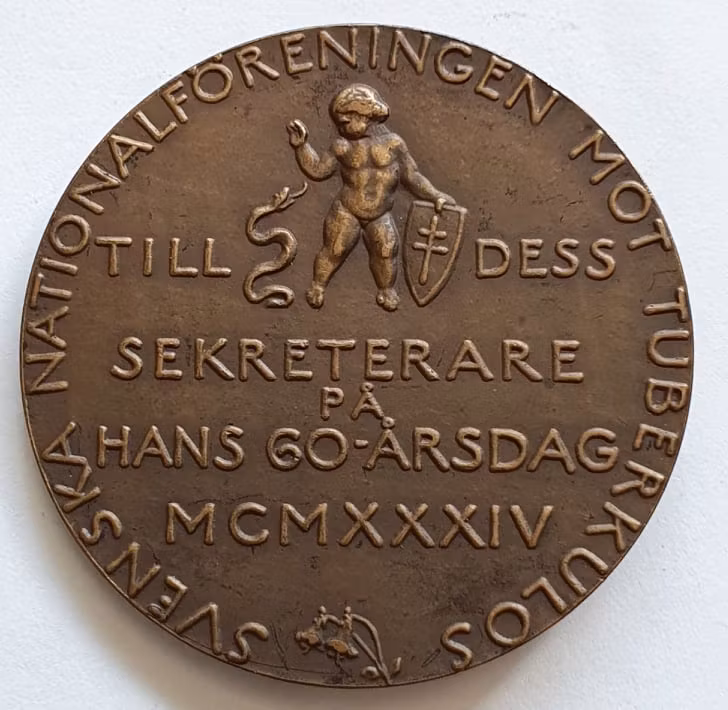 SVENSKA NATIONALFÖRENINGEN MOT TUBERKULOS
TILL DESS
SEKRETERARE
PÅ
HANS 60-ÅRSDAG
MCMXXXIV